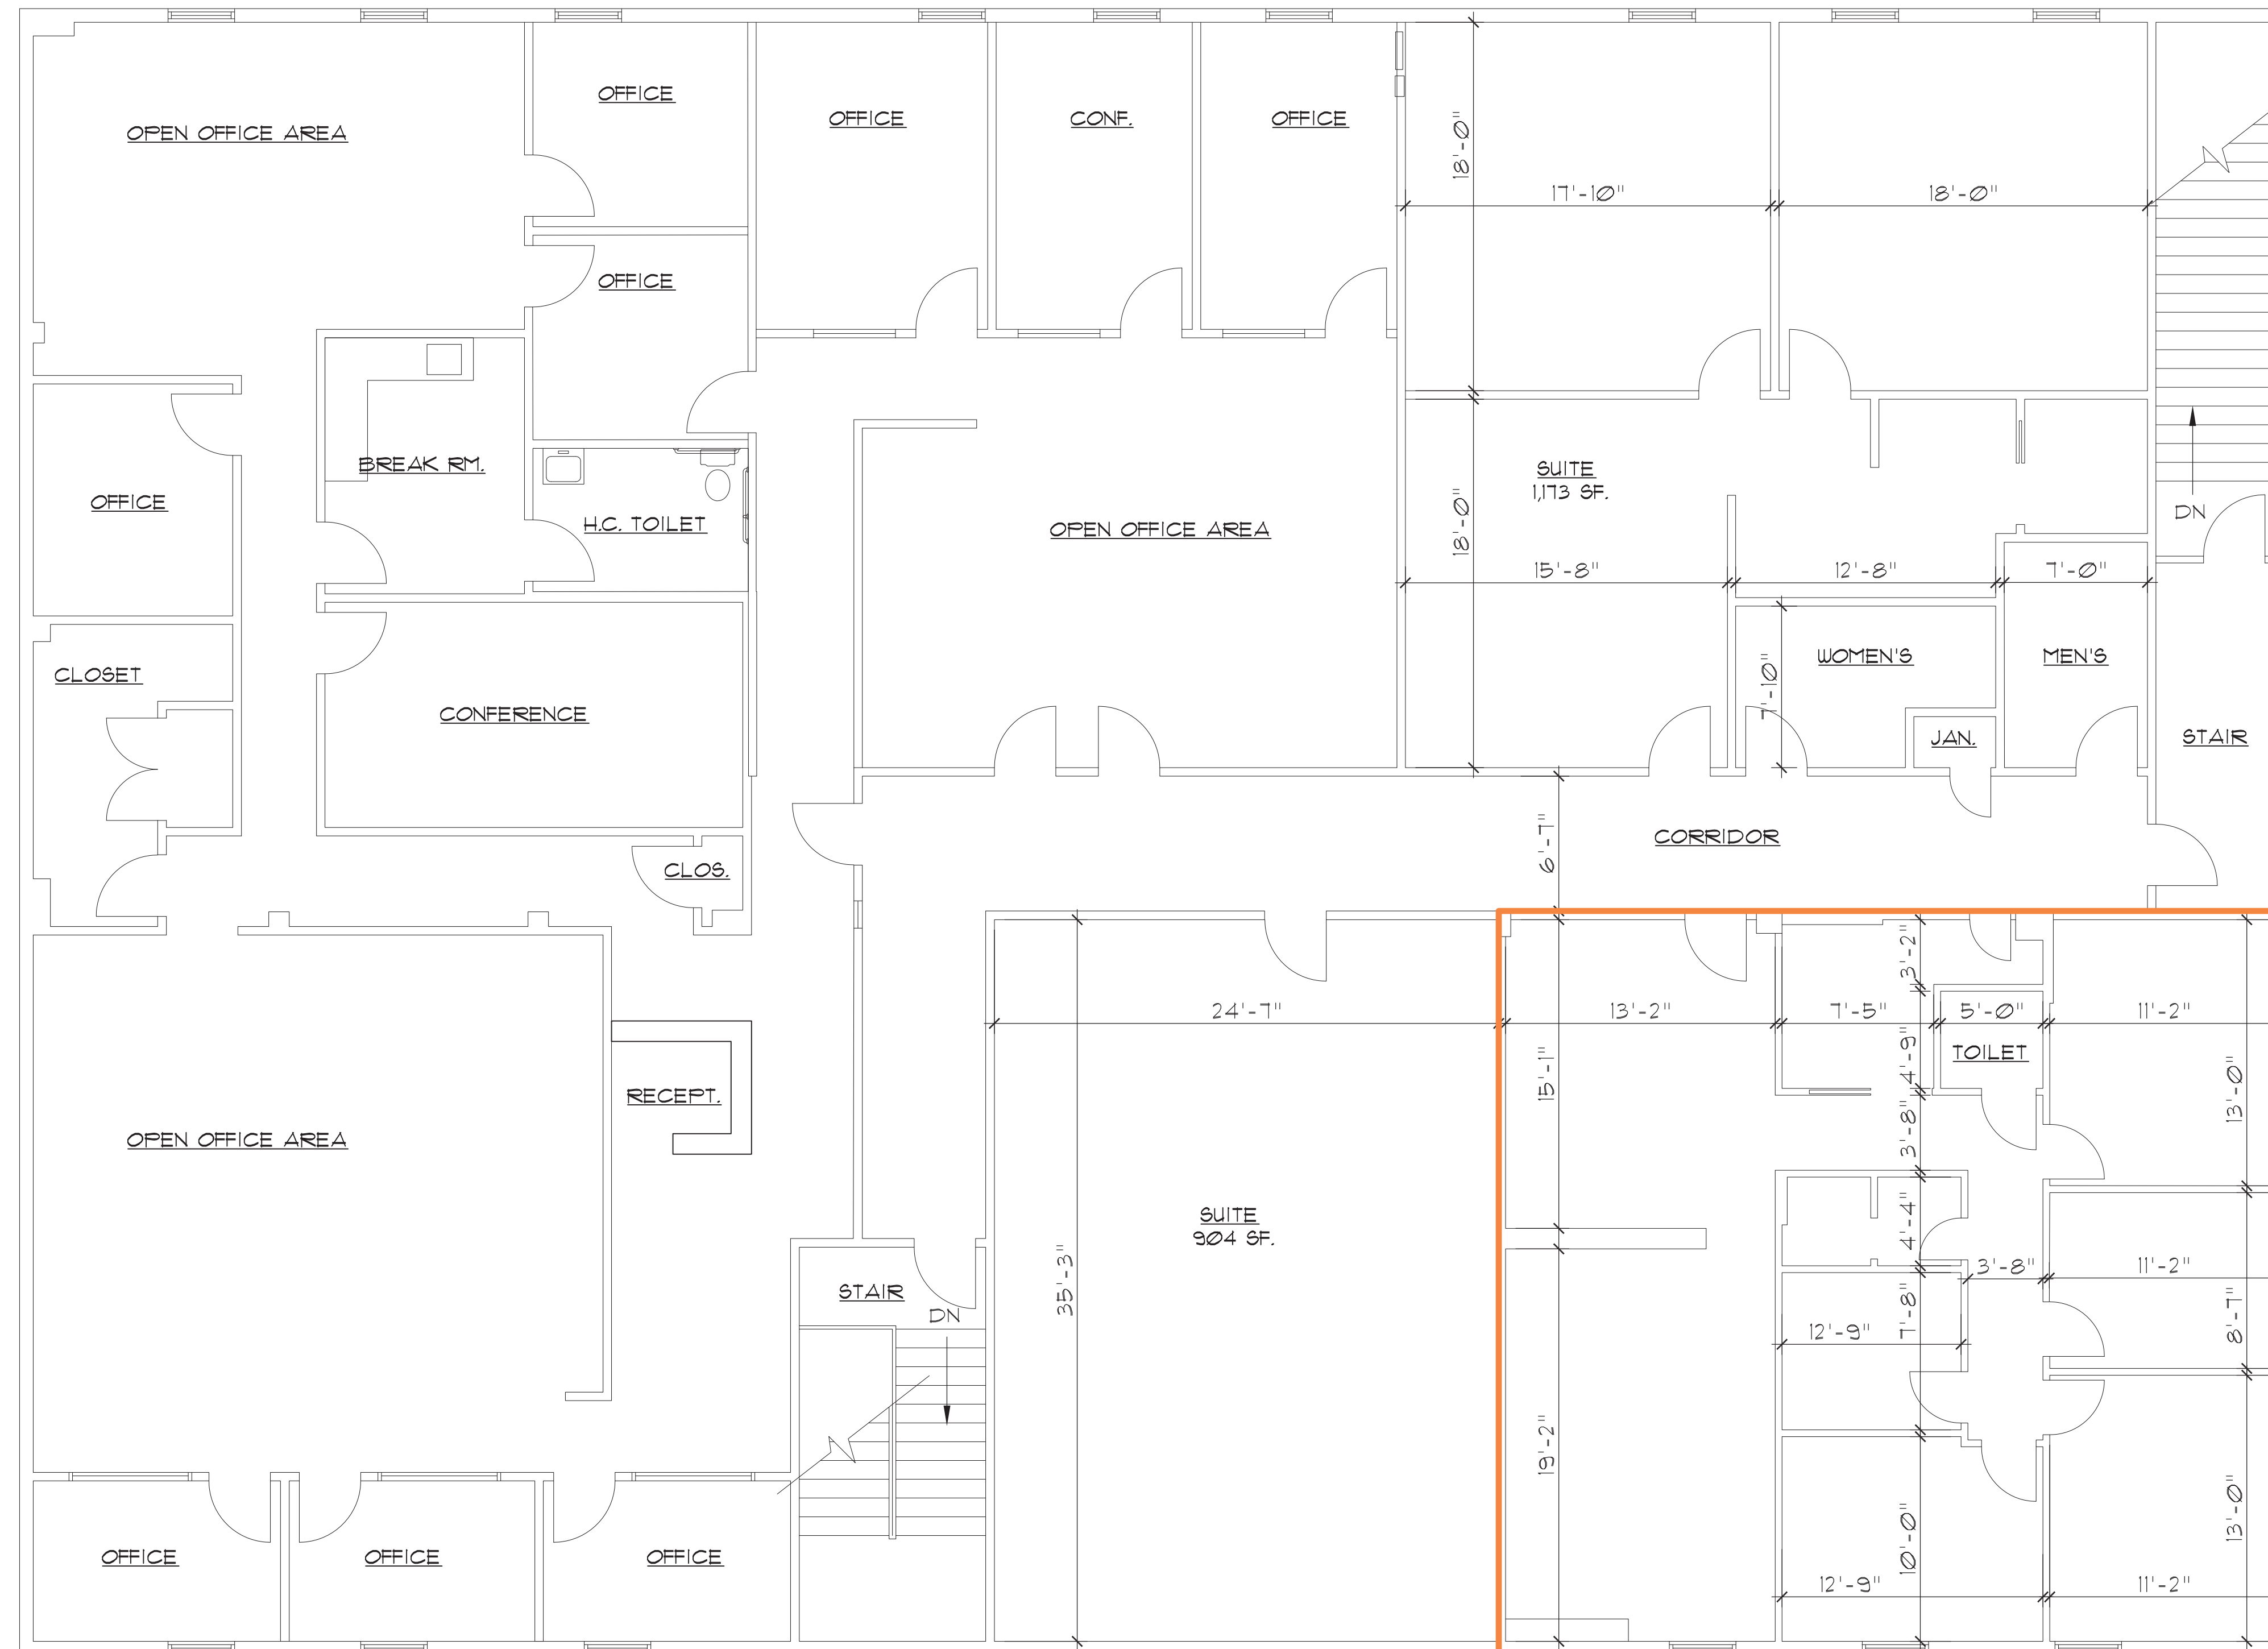 OFFICE
OPEN OFFICE AREA
OFFICE
CONF.
OFFICE
18'-0"
17'-10"
18'-0"
OFFICE
BREAK RM.
OFFICE
H.C. TOILET
OPEN OFFICE AREA
SUITE
1,173 SF.
18'-0"
DN
15'-8"
12'-8"
7'-0"
CLOSET
CONFERENCE
7'-10"
WOMEN'S
MEN'S
JAN.
STAIR
CLOS.
6'-7"
CORRIDOR
3'-2"
24'-7"
13'-2"
7'-5"
5'-0"
11'-2"
RECEPT.
15'-1"
4'-9"
TOILET
13'-0"
OPEN OFFICE AREA
3'-8"
SUITE
904 SF.
4'-4"
35'-3"
3'-8"
11'-2"
STAIR
DN
7'-8"
12'-9"
8'-7"
19'-2"
10'-0"
13'-0"
OFFICE
OFFICE
OFFICE
12'-9"
11'-2"